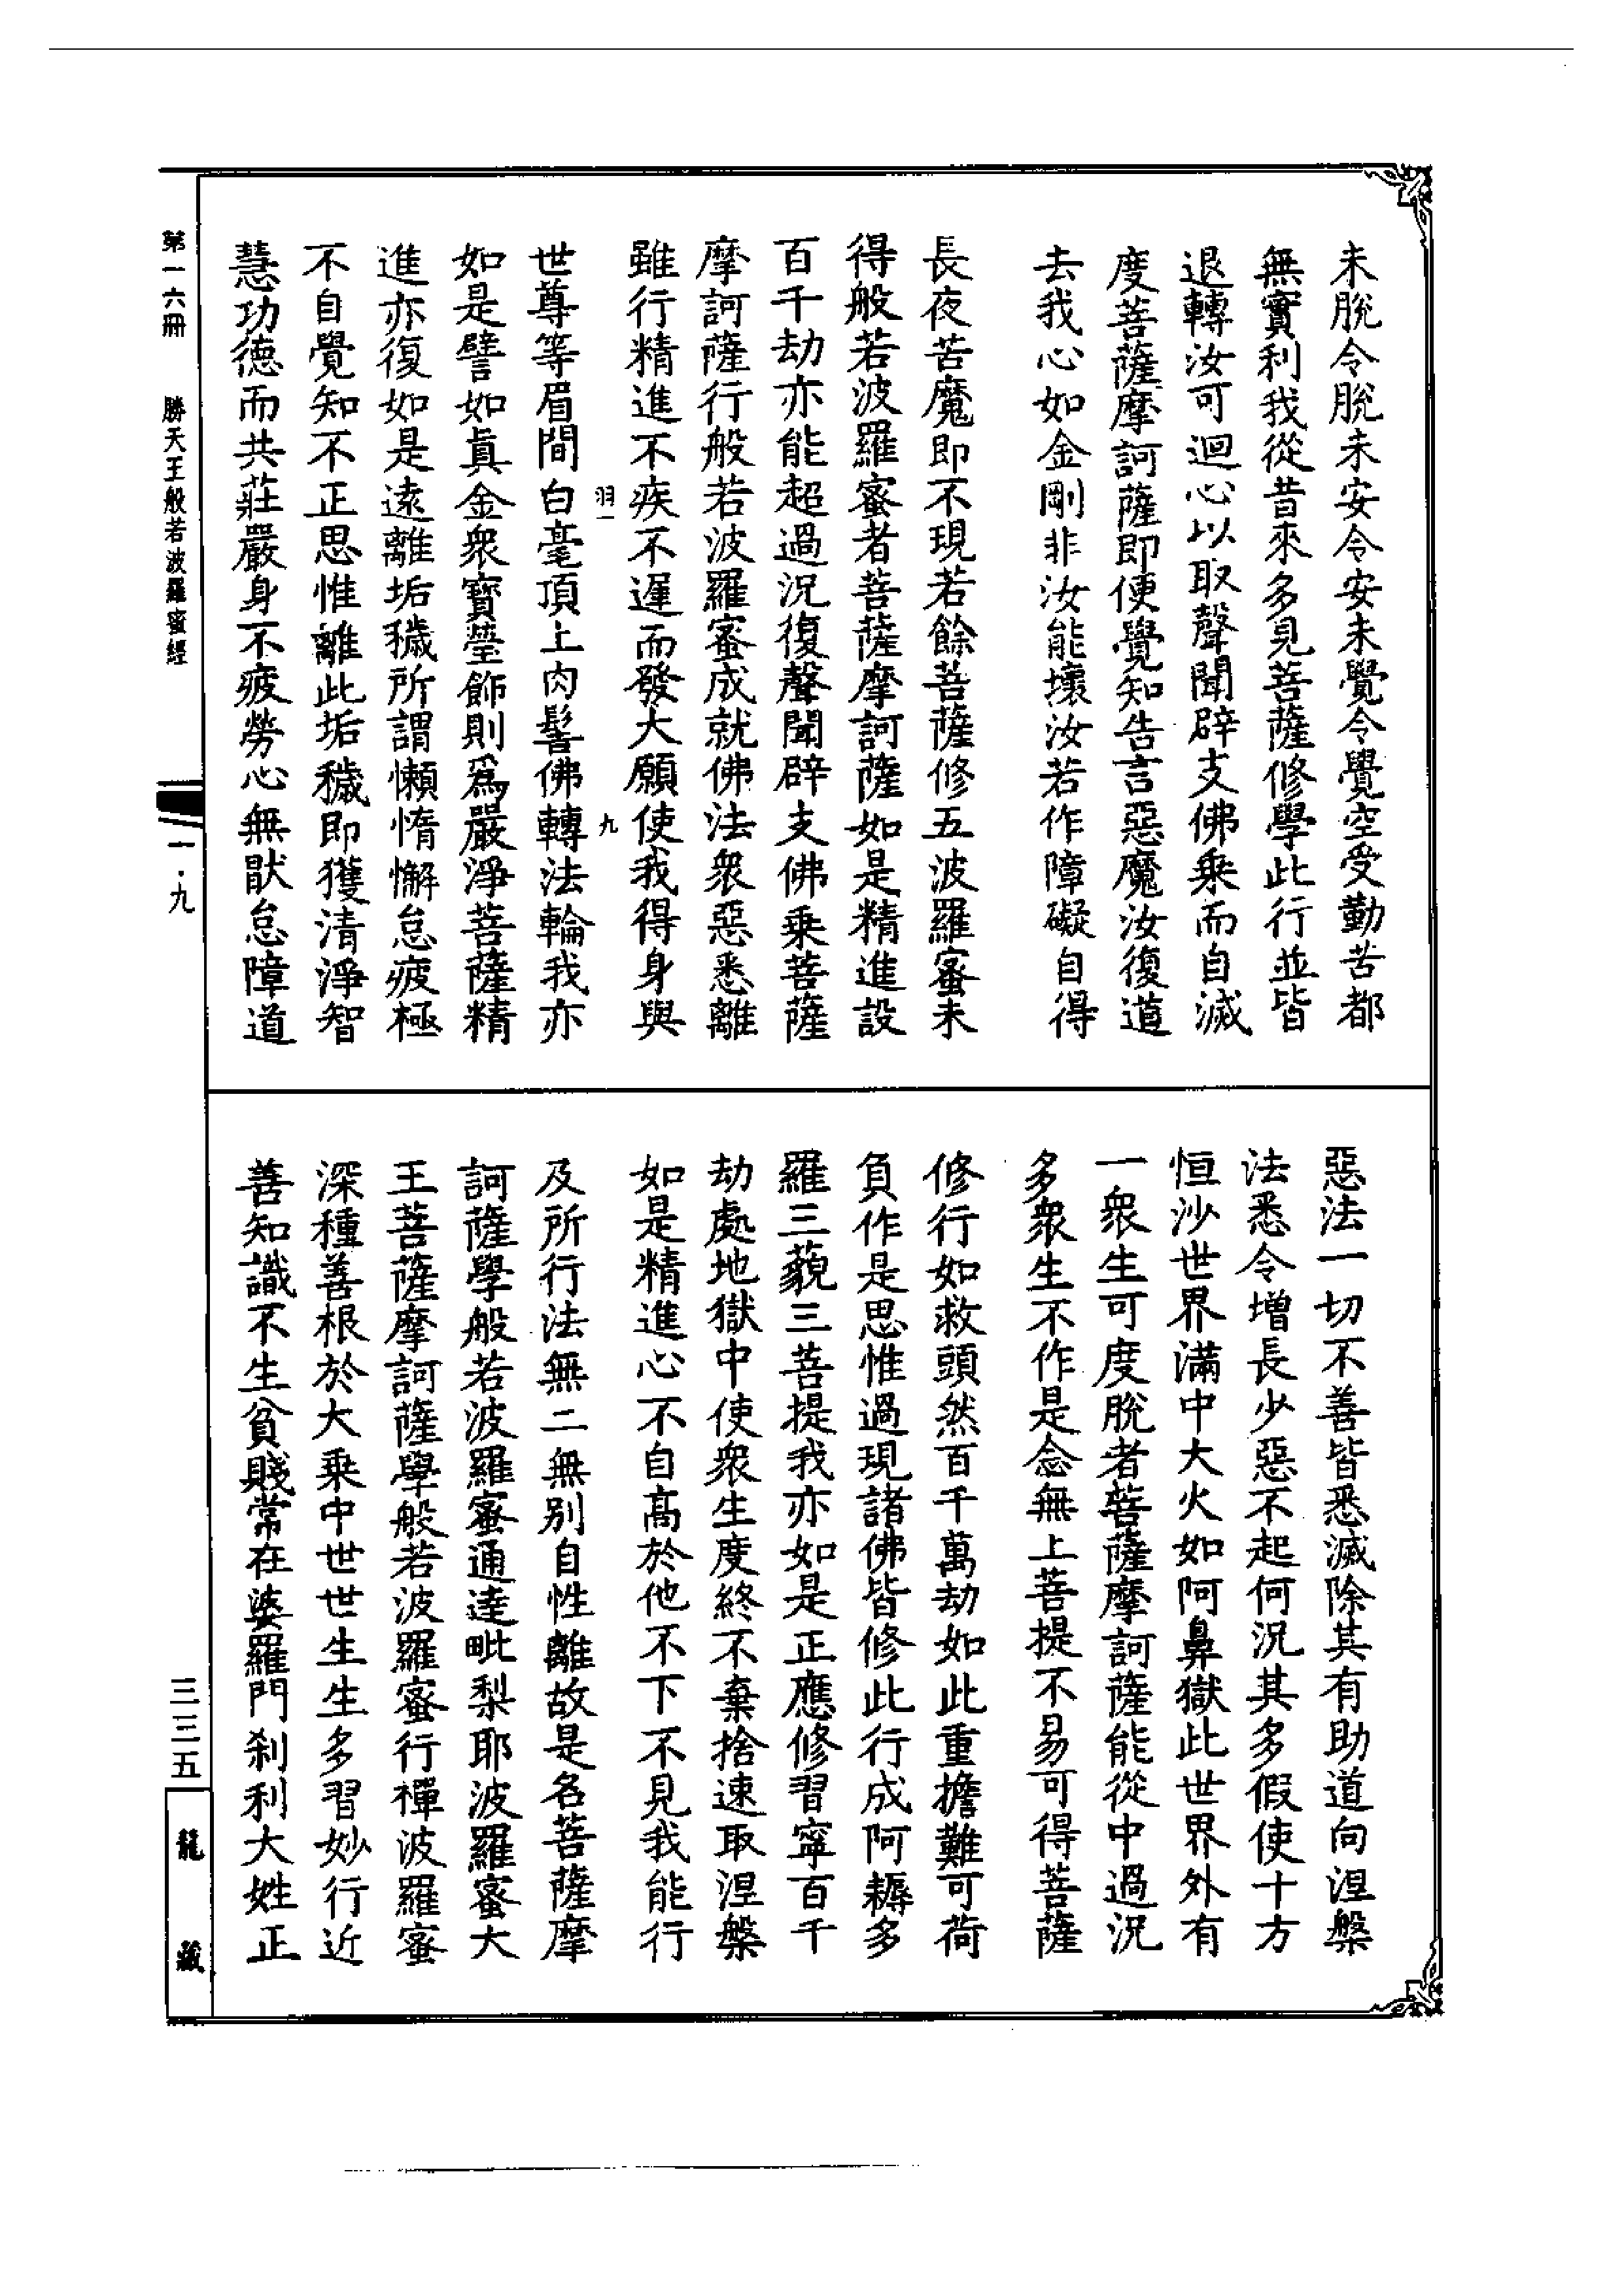 未脫令脫未安令安未覺令覺空受勤苦都
無實利我從昔來多見菩薩修學此行並皆
退轉汝可迴心以取聲聞辟支佛乘而自滅
度菩薩摩訶薩即便覺知告言惡魔汝復道
去我心如金剛非汝能壞汝若作障礙自得
長夜苦魔即不現若餘菩薩修五波羅蜜未
得般若波羅蜜者菩薩摩訶薩如是精進設
百千劫亦能超過況復聲聞辟支佛乘菩薩
摩訶薩行般若波羅蜜成就佛法眾惡悉離
雖行精進不疾不遲而發大願使我得身與
羽一 九
世尊等眉間白毫頂上肉髻佛轉法輪我亦
如是譬如真金衆寶瑩飾則為嚴淨菩薩精
進亦復如是遠離垢穢所謂懶惰懈怠疲極
不自覺知不正思惟離此垢穢即獲清淨智
慧功德而共莊嚴身不疲勞心無猒怠障道
惡法一切不善皆悉滅除其有助道向涅槃
法悉令增長少惡不起何況其多假使十方
恒沙世界滿中大火如阿鼻獄此世界外有
一衆生可度脫者菩薩摩訶薩能從中過況
多衆生不作是念無上菩提不易可得菩薩
修行如救頭然百千萬劫如此重擔難可荷
負作是思惟過現諸佛皆修此行成阿耨多
羅三藐三菩提我亦如是正應修習寧百千
劫處地獄中使衆生度終不棄捨速取涅槃
如是精進心不自高於他不下不見我能行
及所行法無二無別自性離故是名菩薩摩
訶薩學般若波羅蜜通達毗梨耶波羅蜜大
王菩薩摩訶薩學般若波羅蜜行禪波羅蜜
深種善根於大乘中世世生生多習妙行近
善知識不生貧賤常在婆羅門剎利大姓正
第一六冊 勝天王般若波羅蜜經
一·九
三三五
龍藏